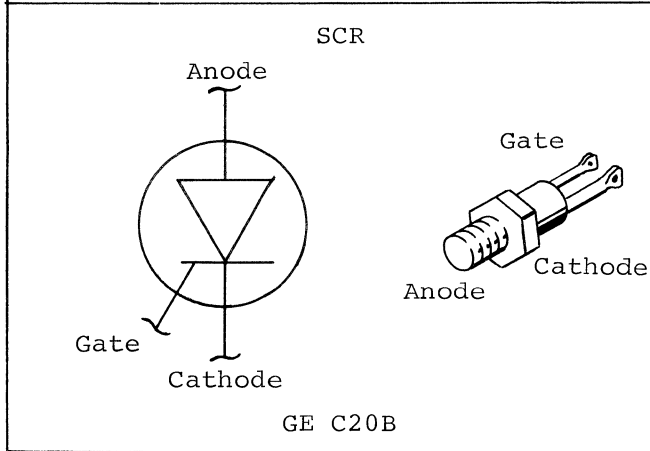 SCR
Anode
Gate
Cathode
Anode
Gate
Cathode
GE C20B